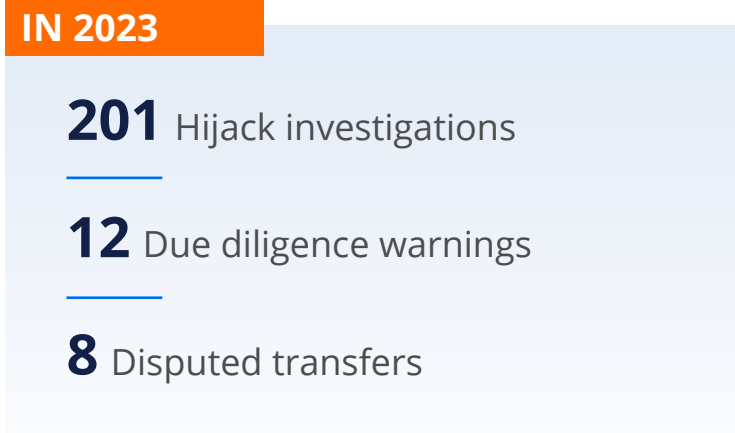 IN 2023
201 Hijack investigations
12 Due diligence warnings
8 Disputed transfers